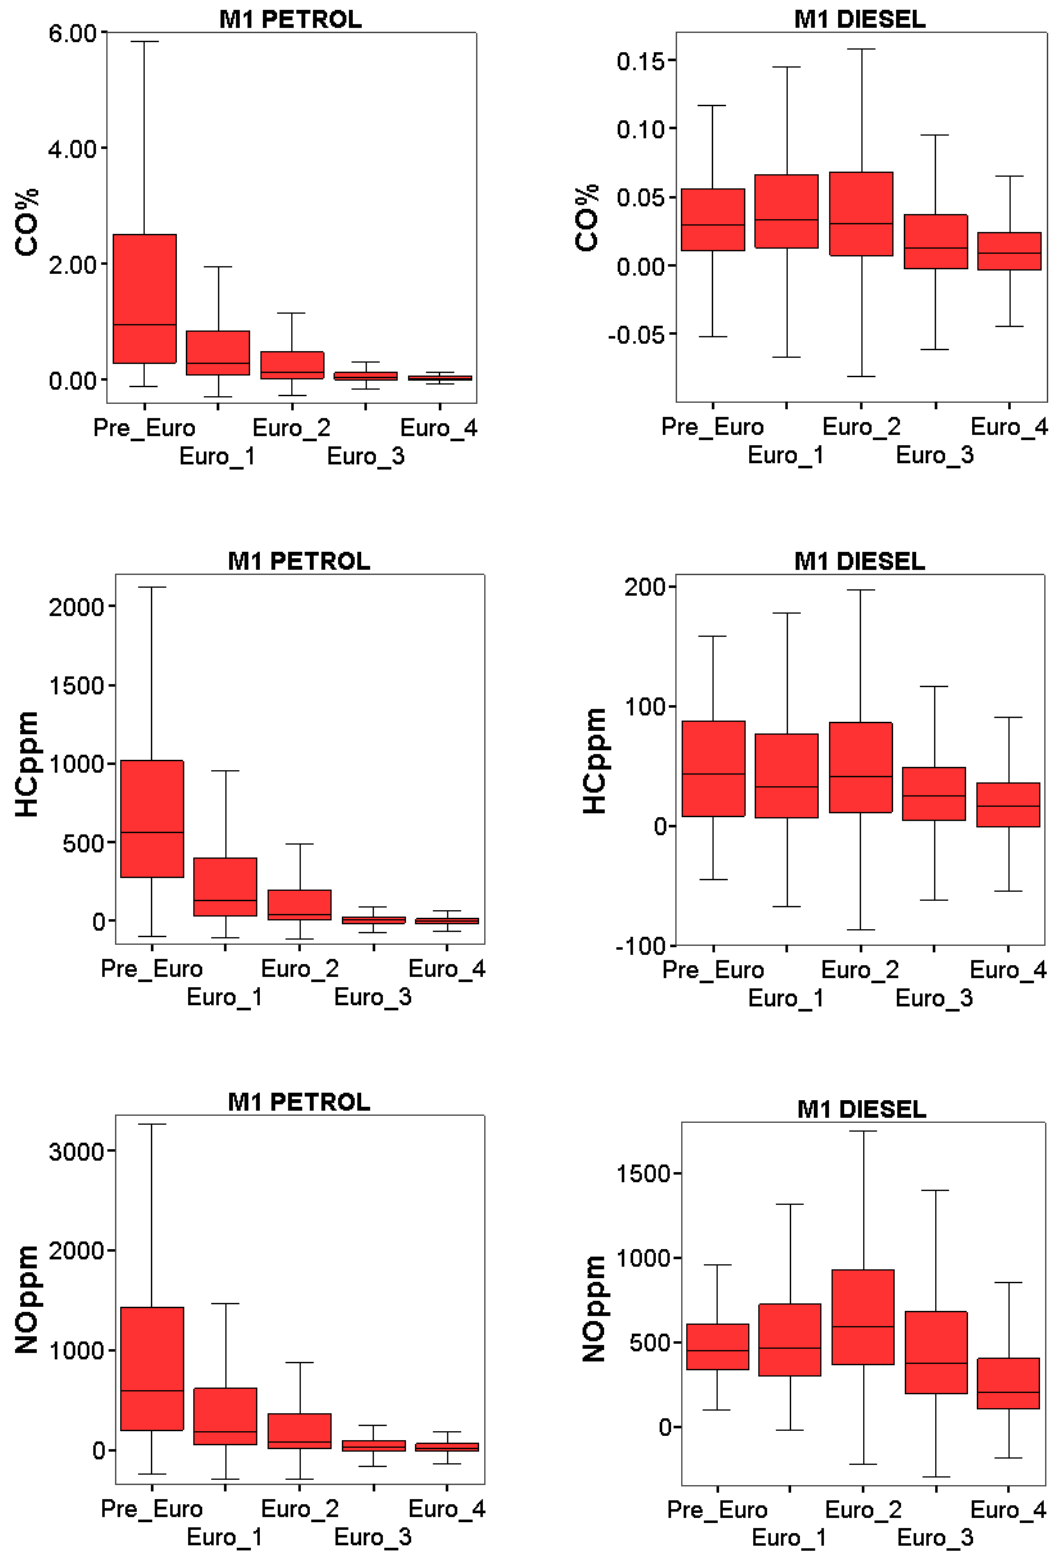 M1 PETROL
6.00
4.00
2.00
0.00
CO%
Pre_Euro
Euro_1
Euro_2
Euro_3
Euro_4
M1 DIESEL
0.15
0.10
0.05
0.00
-0.05
CO%
Pre_Euro
Euro_1
Euro_2
Euro_3
Euro_4
M1 PETROL
2000
1500
1000
500
0
HCppm
Pre_Euro
Euro_1
Euro_2
Euro_3
Euro_4
M1 DIESEL
200
100
0
-100
HCppm
Pre_Euro
Euro_1
Euro_2
Euro_3
Euro_4
M1 PETROL
3000
2000
1000
0
NOppm
Pre_Euro
Euro_1
Euro_2
Euro_3
Euro_4
M1 DIESEL
1500
1000
500
0
NOppm
Pre_Euro
Euro_1
Euro_2
Euro_3
Euro_4